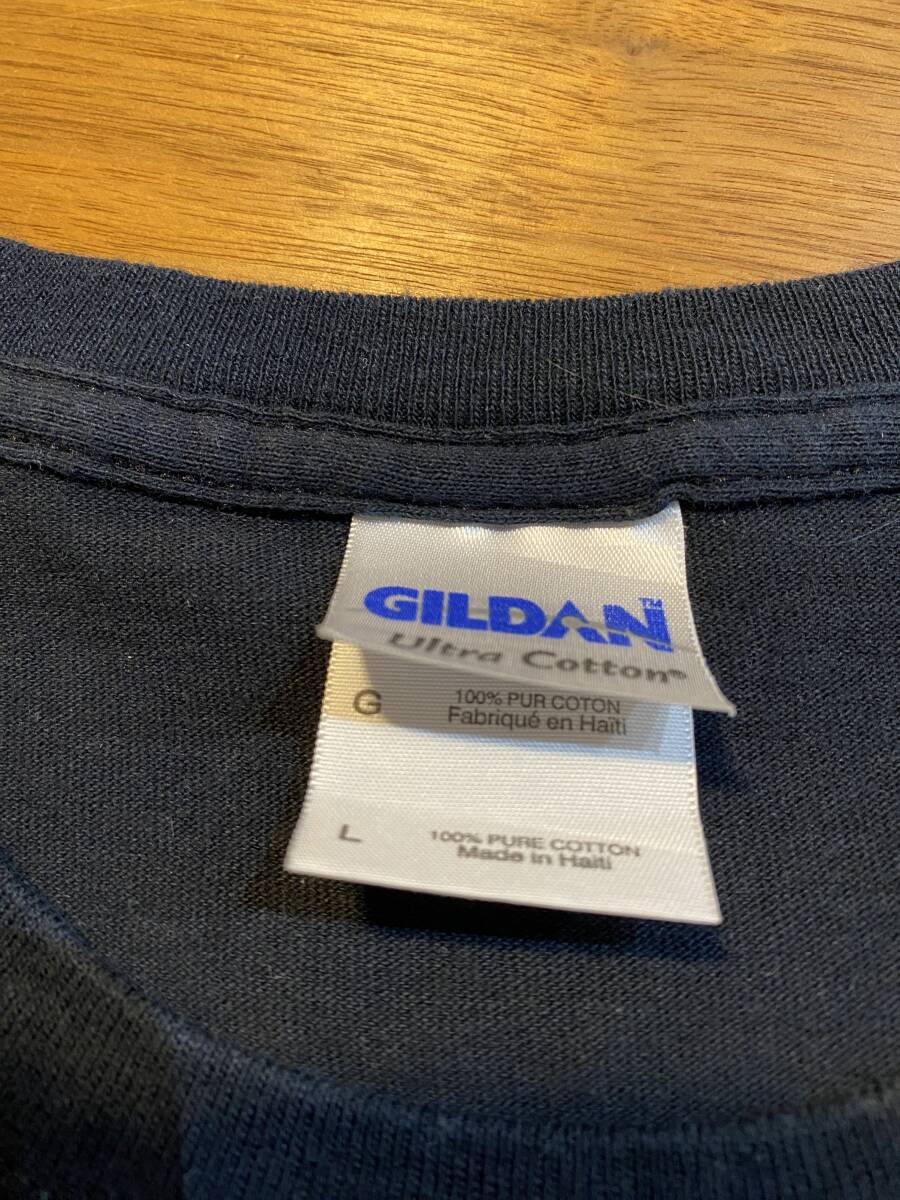 GILDAN™
Ultra Cotton®
G
100% PUR COTON
Fabriqué en Haïti
L
100% PURE COTTON
Made in Haiti